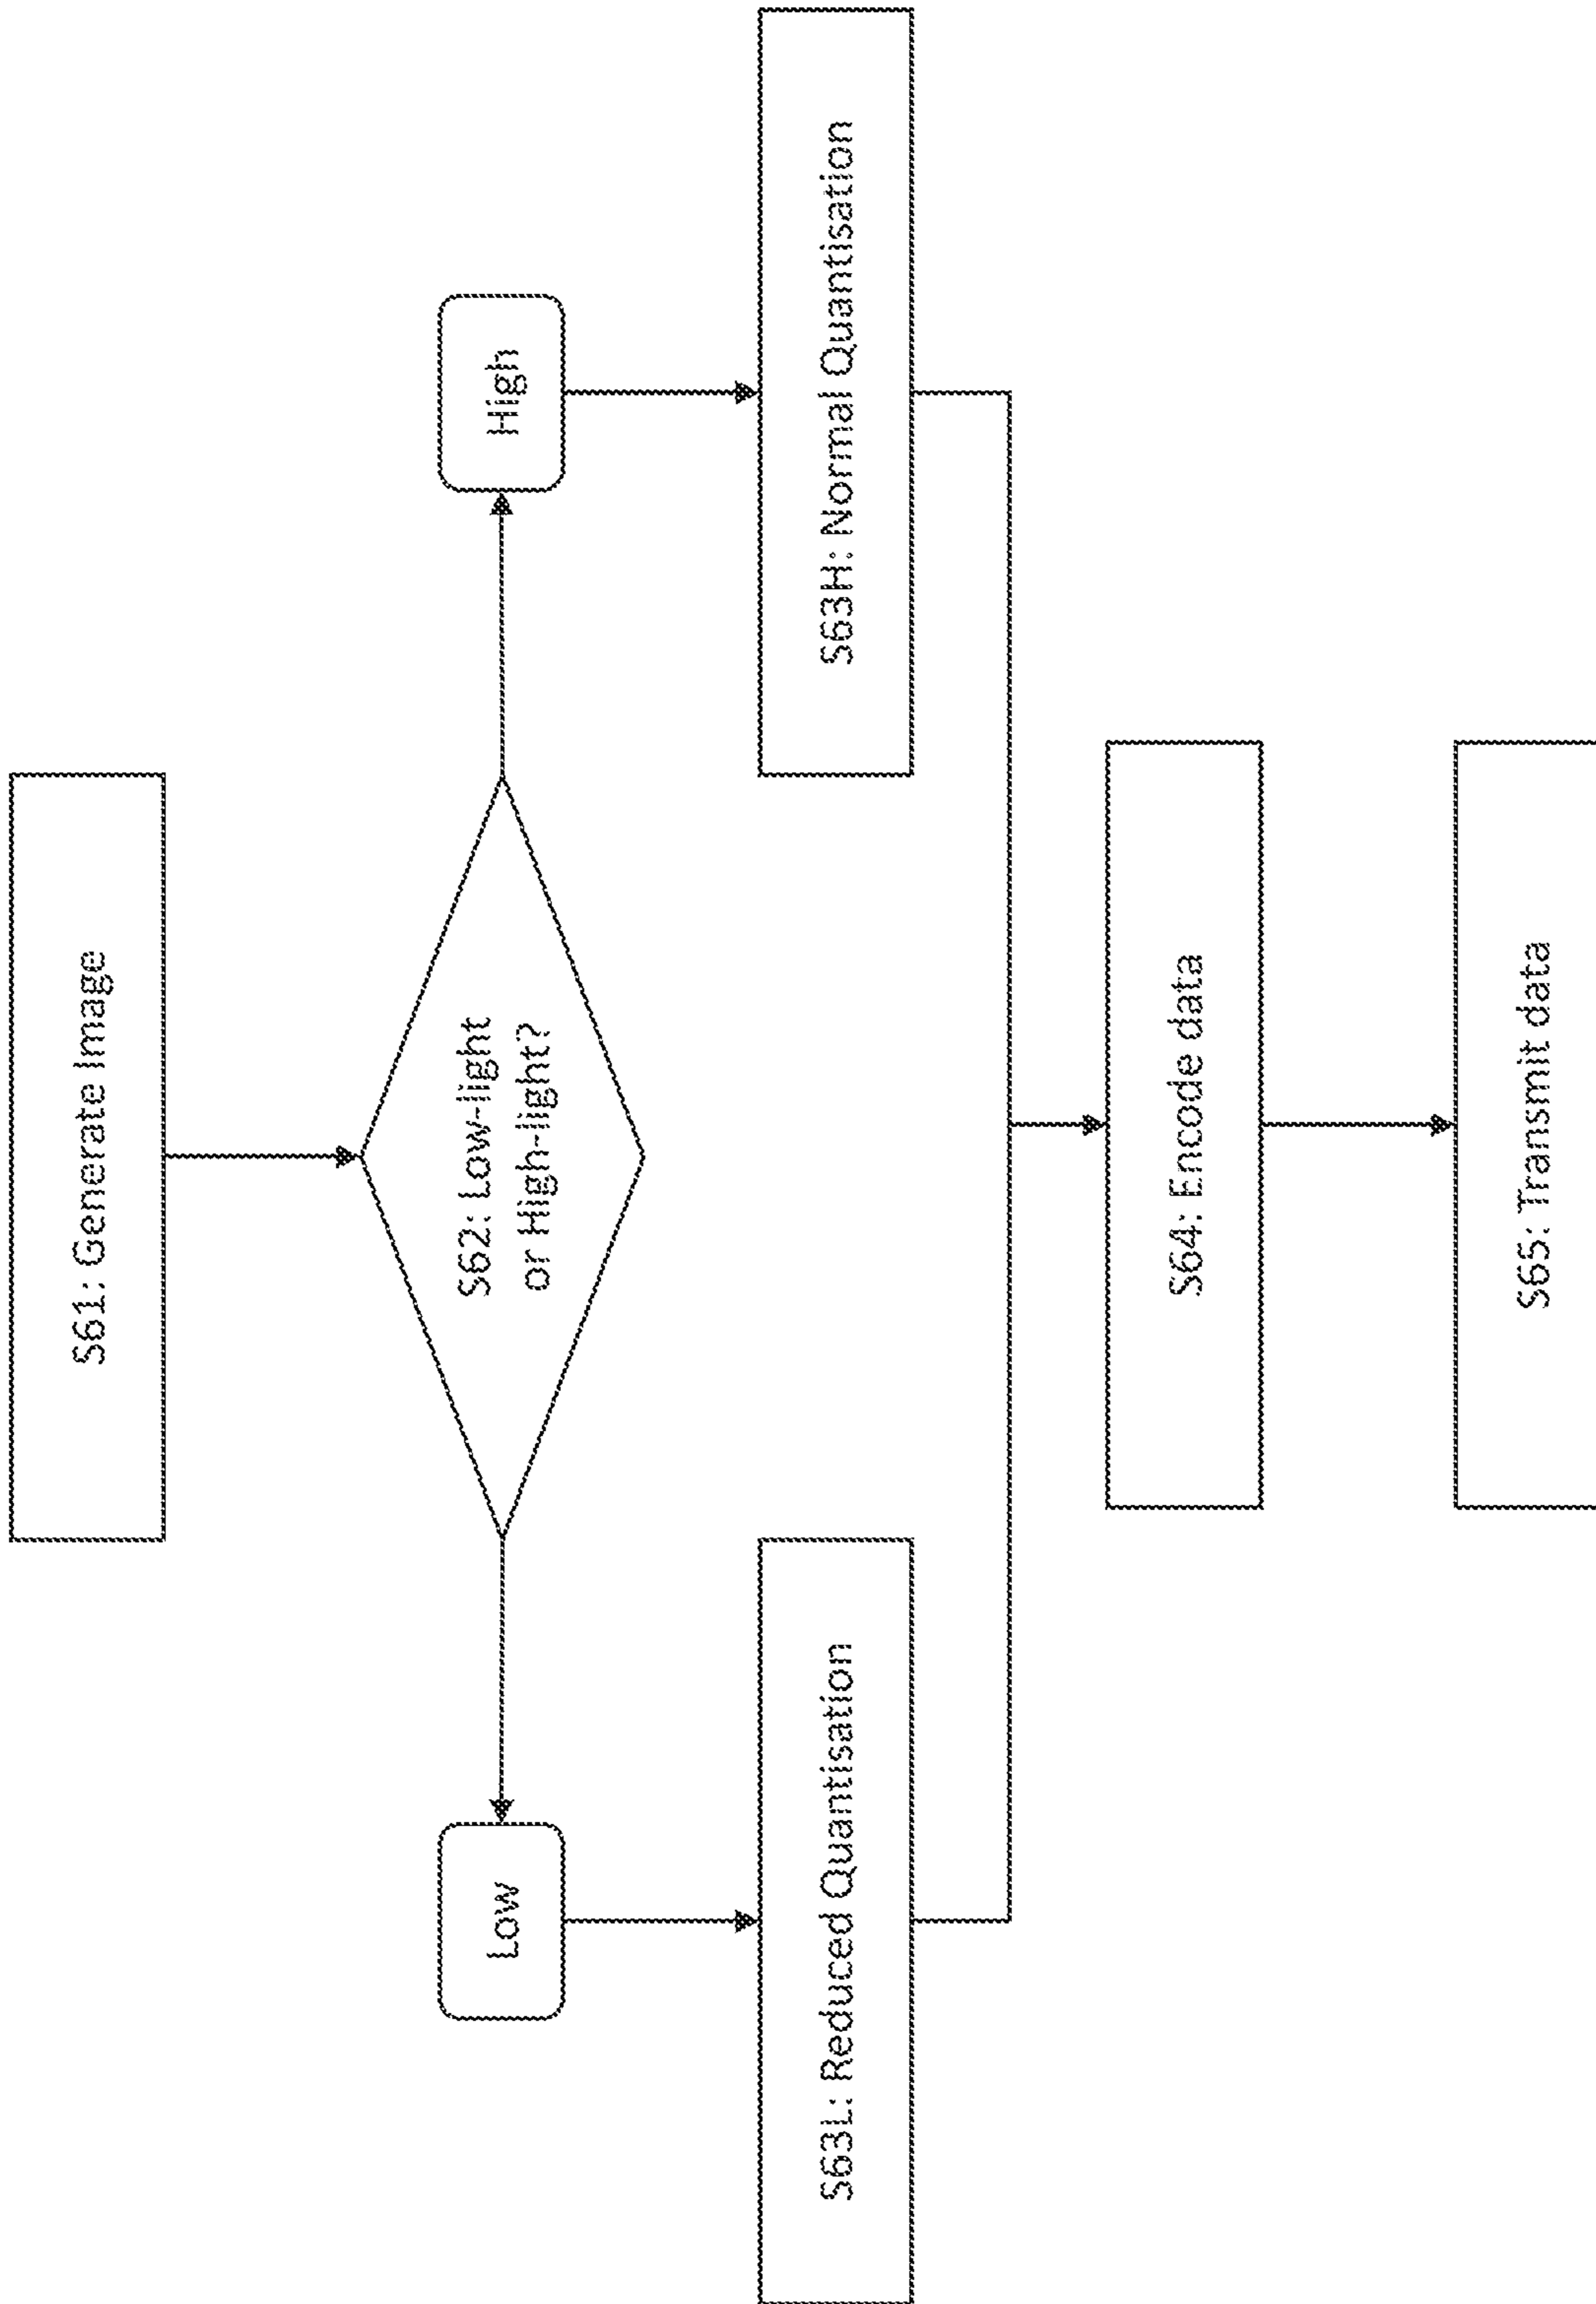 S61: Generate Image
S62: Low-light
or High-light?
Low
High
S63L: Reduced Quantisation
S63H: Normal Quantisation
S64: Encode data
S65: Transmit data